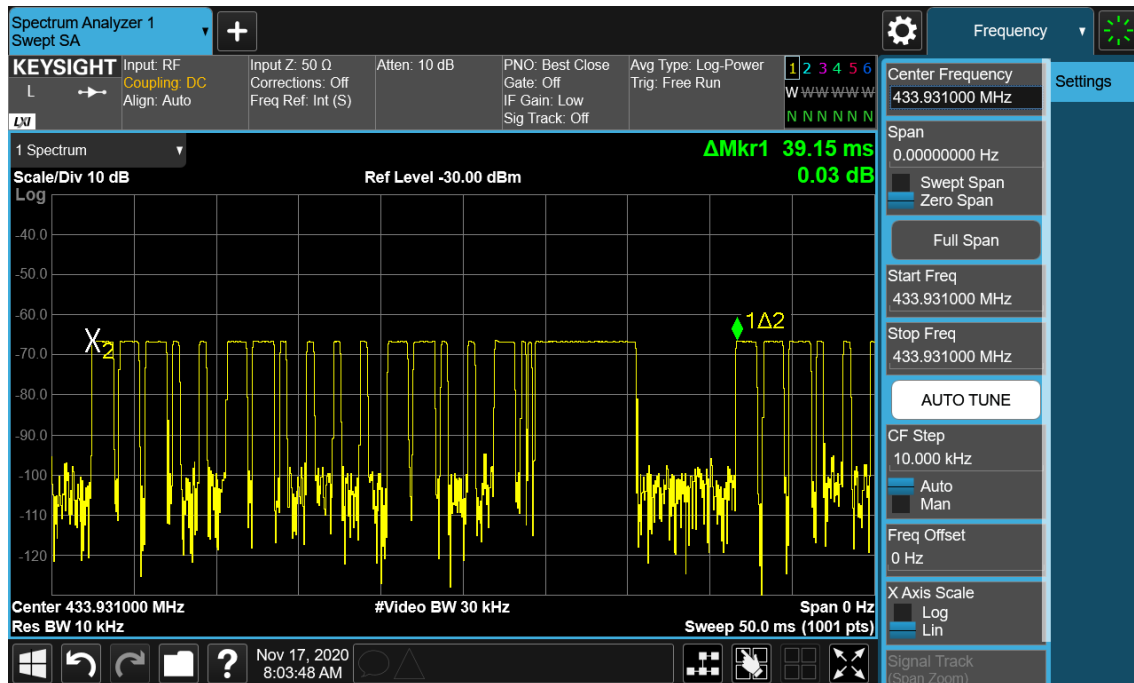 Spectrum Analyzer 1
Swept SA
+
Frequency
KEYSIGHT
L
LXI
Input: RF
Coupling: DC
Align: Auto
Input Z: 50 Ω
Corrections: Off
Freq Ref: Int (S)
Atten: 10 dB
PNO: Best Close
Gate: Off
IF Gain: Low
Sig Track: Off
Avg Type: Log-Power
Trig: Free Run
1 2 3 4 5 6
W W W W W W
N N N N N N
Center Frequency
433.931000 MHz
Settings
Span
0.00000000 Hz
Swept Span
Zero Span
Full Span
Start Freq
433.931000 MHz
Stop Freq
433.931000 MHz
AUTO TUNE
CF Step
10.000 kHz
Auto
Man
Freq Offset
0 Hz
X Axis Scale
Log
Lin
Signal Track
(Span Zoom)
1 Spectrum
ΔMkr1 39.15 ms
0.03 dB
Scale/Div 10 dB
Ref Level -30.00 dBm
Log
-40.0
-50.0
-60.0
-70.0
-80.0
-90.0
-100
-110
-120
X2
1Δ2
Center 433.931000 MHz
#Video BW 30 kHz
Span 0 Hz
Res BW 10 kHz
Sweep 50.0 ms (1001 pts)
?
Nov 17, 2020
8:03:48 AM